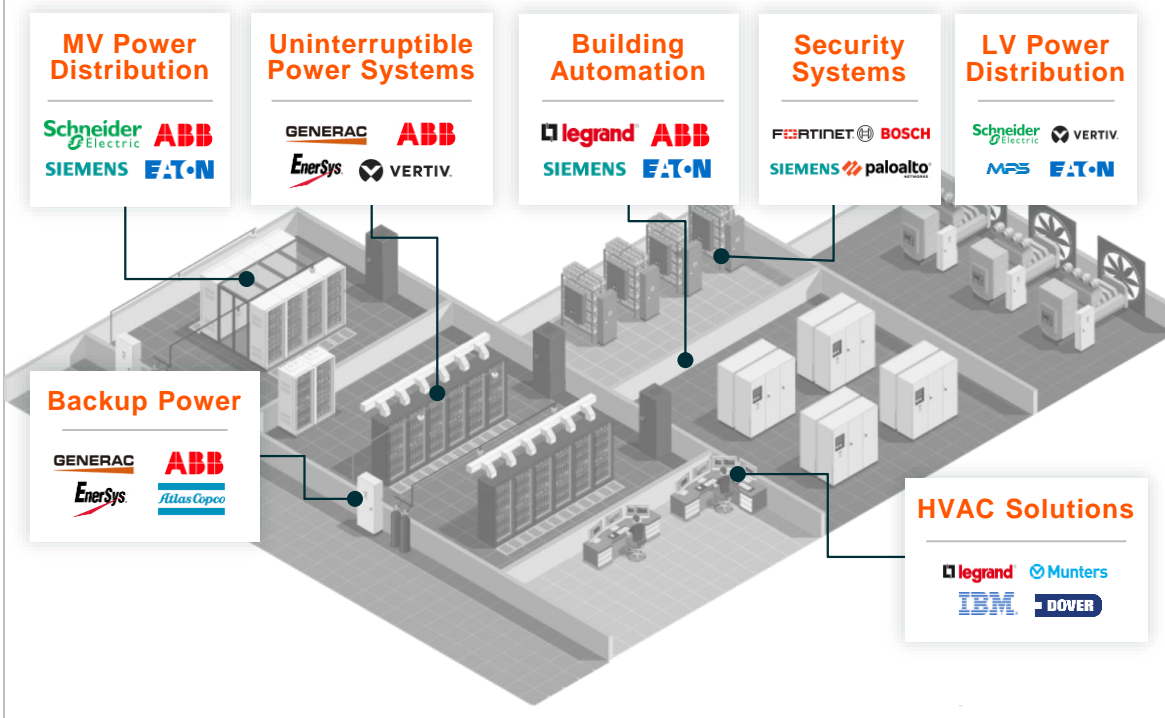 MV Power
Distribution
Schneider
Electric
ABB
SIEMENS
EATON
Uninterruptible
Power Systems
GENERAC
ABB
EnerSys.
VERTIV.
Building
Automation
legrand®
ABB
SIEMENS
EATON
Security
Systems
FORTINET
BOSCH
SIEMENS
paloalto®
NETWORKS
LV Power
Distribution
Schneider
Electric
VERTIV.
MPS
EATON
Backup Power
GENERAC
ABB
EnerSys.
Atlas Copco
HVAC Solutions
legrand®
Munters
IBM.
DOVER